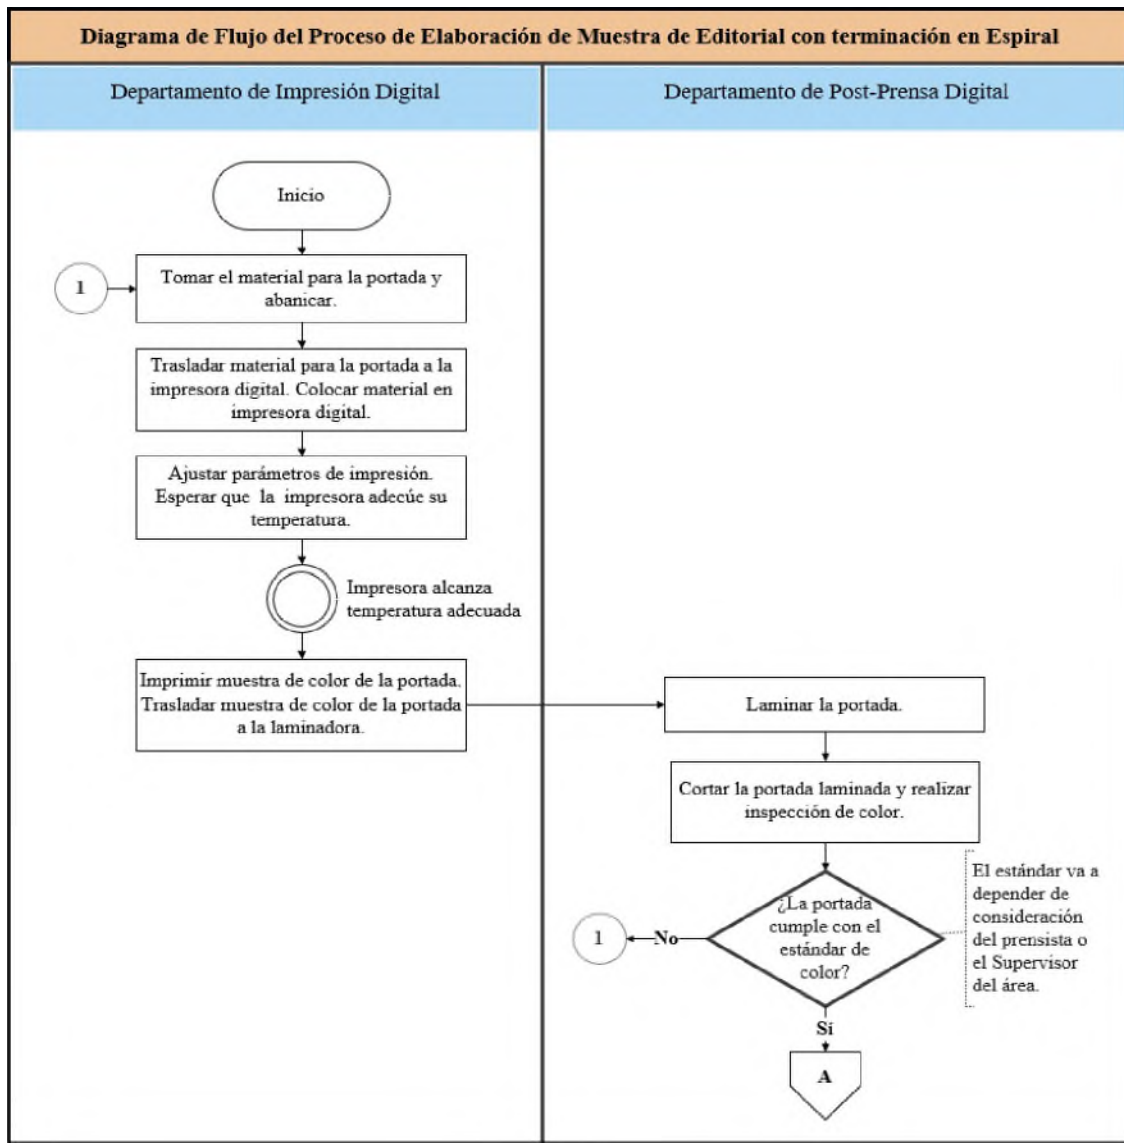 Diagrama de Flujo del Proceso de Elaboración de Muestra de Editorial con terminación en Espiral
Departamento de Impresión Digital
Departamento de Post-Prensa Digital
Inicio
1
Tomar el material para la portada y
abanicar.
Trasladar material para la portada a la
impresora digital. Colocar material en
impresora digital.
Ajustar parámetros de impresión.
Esperar que la impresora adecúe su
temperatura.
Impresora alcanza
temperatura adecuada
Imprimir muestra de color de la portada.
Trasladar muestra de color de la portada
a la laminadora.
Laminar la portada.
Cortar la portada laminada y realizar
inspección de color.
¿La portada
cumple con el
estándar de
color?
El estándar va a
depender de
consideración
del prensista o
el Supervisor
del área.
No
1
Sí
A